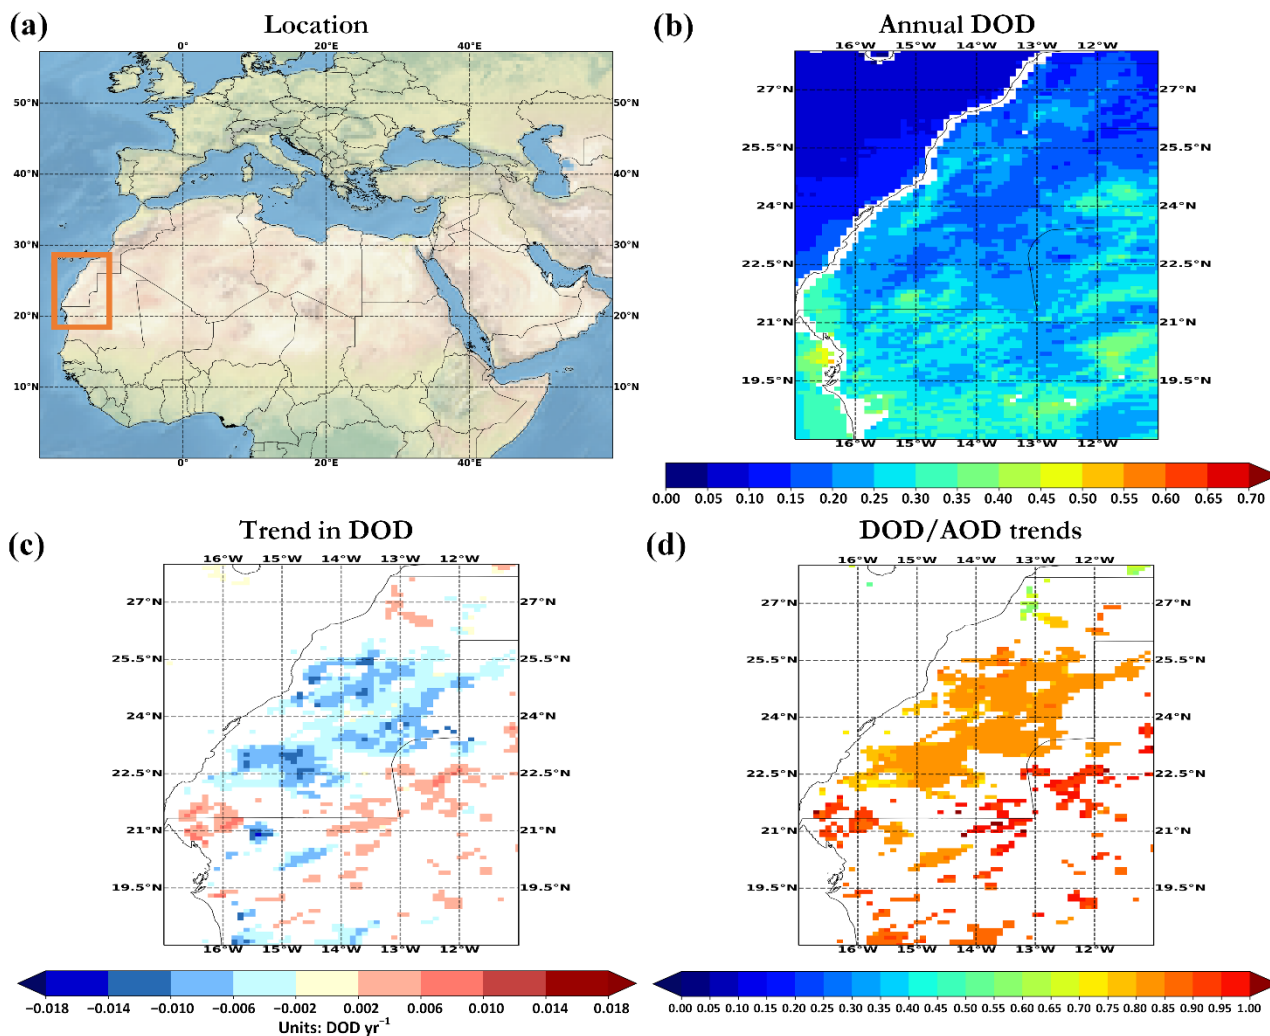 (a) Location
0° 20°E 40°E
50°N 50°N
40°N 40°N
30°N 30°N
20°N 20°N
10°N 10°N
0° 20°E 40°E
(b) Annual DOD
16°W 15°W 14°W 13°W 12°W
27°N 27°N
25.5°N 25.5°N
24°N 24°N
22.5°N 22.5°N
21°N 21°N
19.5°N 19.5°N
16°W 15°W 14°W 13°W 12°W
0.00 0.05 0.10 0.15 0.20 0.25 0.30 0.35 0.40 0.45 0.50 0.55 0.60 0.65 0.70
(c) Trend in DOD
16°W 15°W 14°W 13°W 12°W
27°N 27°N
25.5°N 25.5°N
24°N 24°N
22.5°N 22.5°N
21°N 21°N
19.5°N 19.5°N
16°W 15°W 14°W 13°W 12°W
−0.018 −0.014 −0.010 −0.006 −0.002 0.002 0.006 0.010 0.014 0.018
Units: DOD yr⁻¹
(d) DOD/AOD trends
16°W 15°W 14°W 13°W 12°W
27°N 27°N
25.5°N 25.5°N
24°N 24°N
22.5°N 22.5°N
21°N 21°N
19.5°N 19.5°N
16°W 15°W 14°W 13°W 12°W
0.00 0.05 0.10 0.15 0.20 0.25 0.30 0.35 0.40 0.45 0.50 0.55 0.60 0.65 0.70 0.75 0.80 0.85 0.90 0.95 1.00